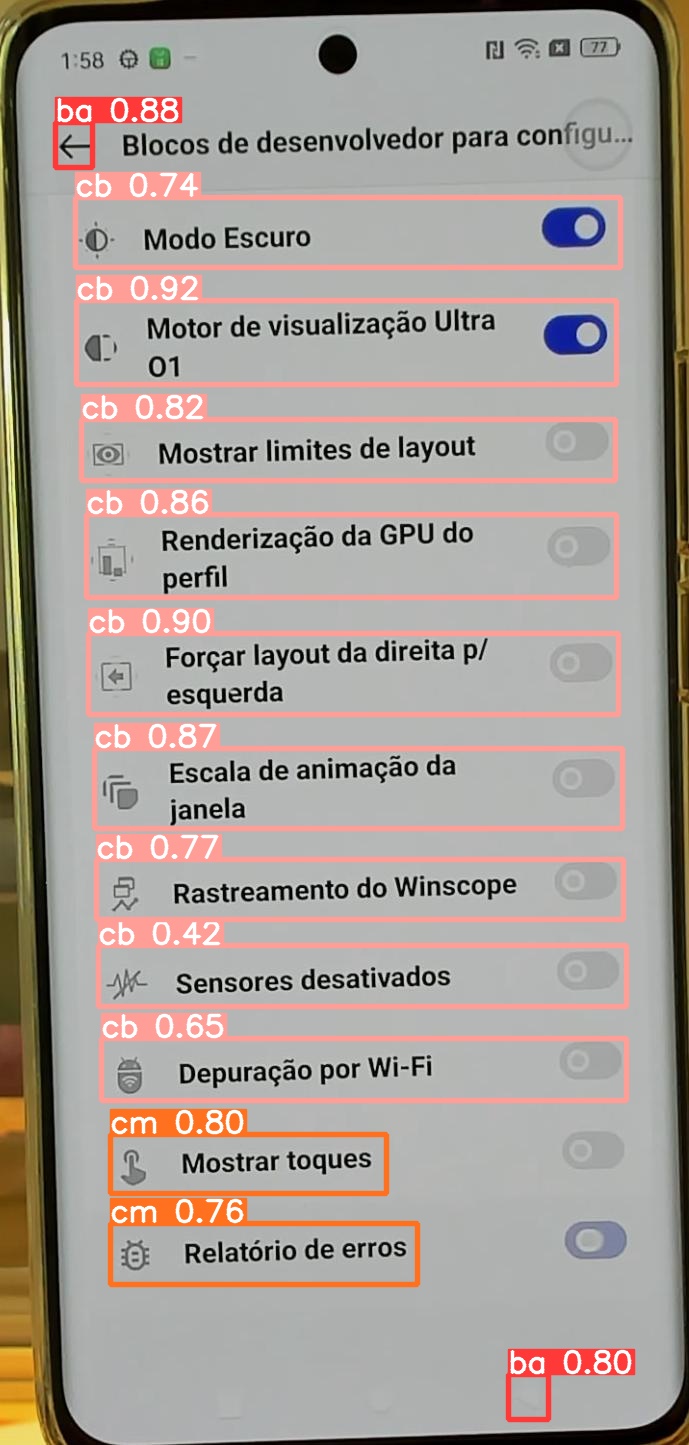 1:58
77
ba 0.88
Blocos de desenvolvedor para configu...
cb 0.74
Modo Escuro
cb 0.92
Motor de visualização Ultra
O1
cb 0.82
Mostrar limites de layout
cb 0.86
Renderização da GPU do
perfil
cb 0.90
Forçar layout da direita p/
esquerda
cb 0.87
Escala de animação da
janela
cb 0.77
Rastreamento do Winscope
cb 0.42
Sensores desativados
cb 0.65
Depuração por Wi-Fi
cm 0.80
Mostrar toques
cm 0.76
Relatório de erros
ba 0.80